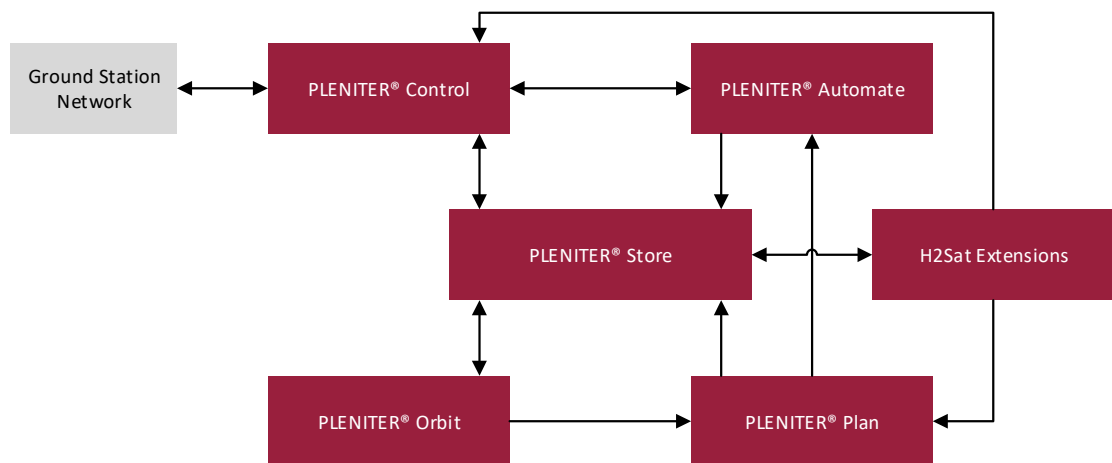 Ground Station
Network
PLENITER® Control
PLENITER® Automate
PLENITER® Store
H2Sat Extensions
PLENITER® Orbit
PLENITER® Plan